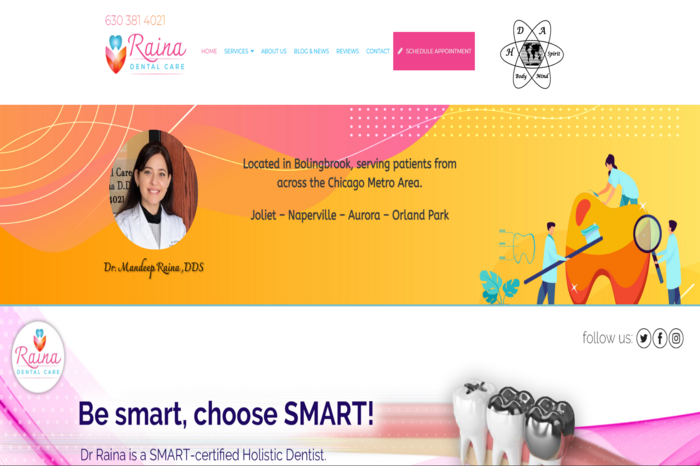 630 381 4021
Raina
DENTAL CARE
HOME SERVICES ABOUT US BLOG & NEWS REVIEWS CONTACT SCHEDULE APPOINTMENT
D A
H Spirit
Body Mind
l Care
a D.D
4021
Located in Bolingbrook, serving patients from
across the Chicago Metro Area.
Joliet – Naperville – Aurora – Orland Park
Dr. Mandeep Raina ,DDS
follow us:
Raina
DENTAL CARE
Be smart, choose SMART!
Dr Raina is a SMART-certified Holistic Dentist.